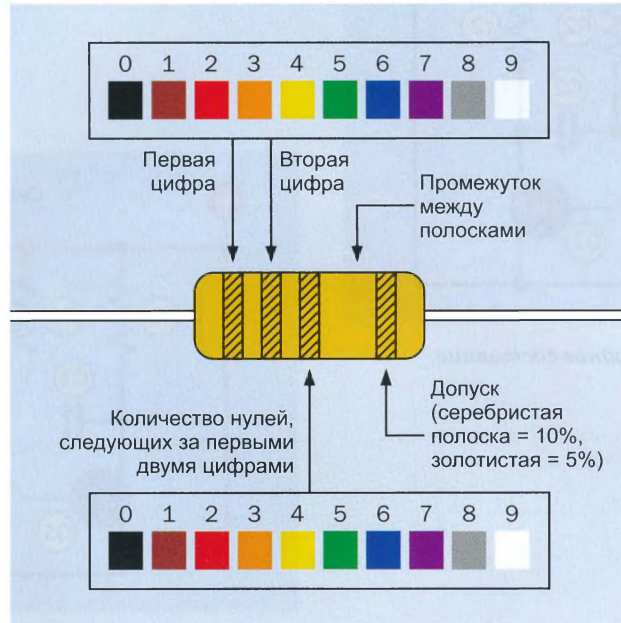 0 1 2 3 4 5 6 7 8 9
Первая
цифра
Вторая
цифра
Промежуток
между
полосками
Количество нулей,
следующих за первыми
двумя цифрами
Допуск
(серебристая
полоска = 10%,
золотистая = 5%)
0 1 2 3 4 5 6 7 8 9